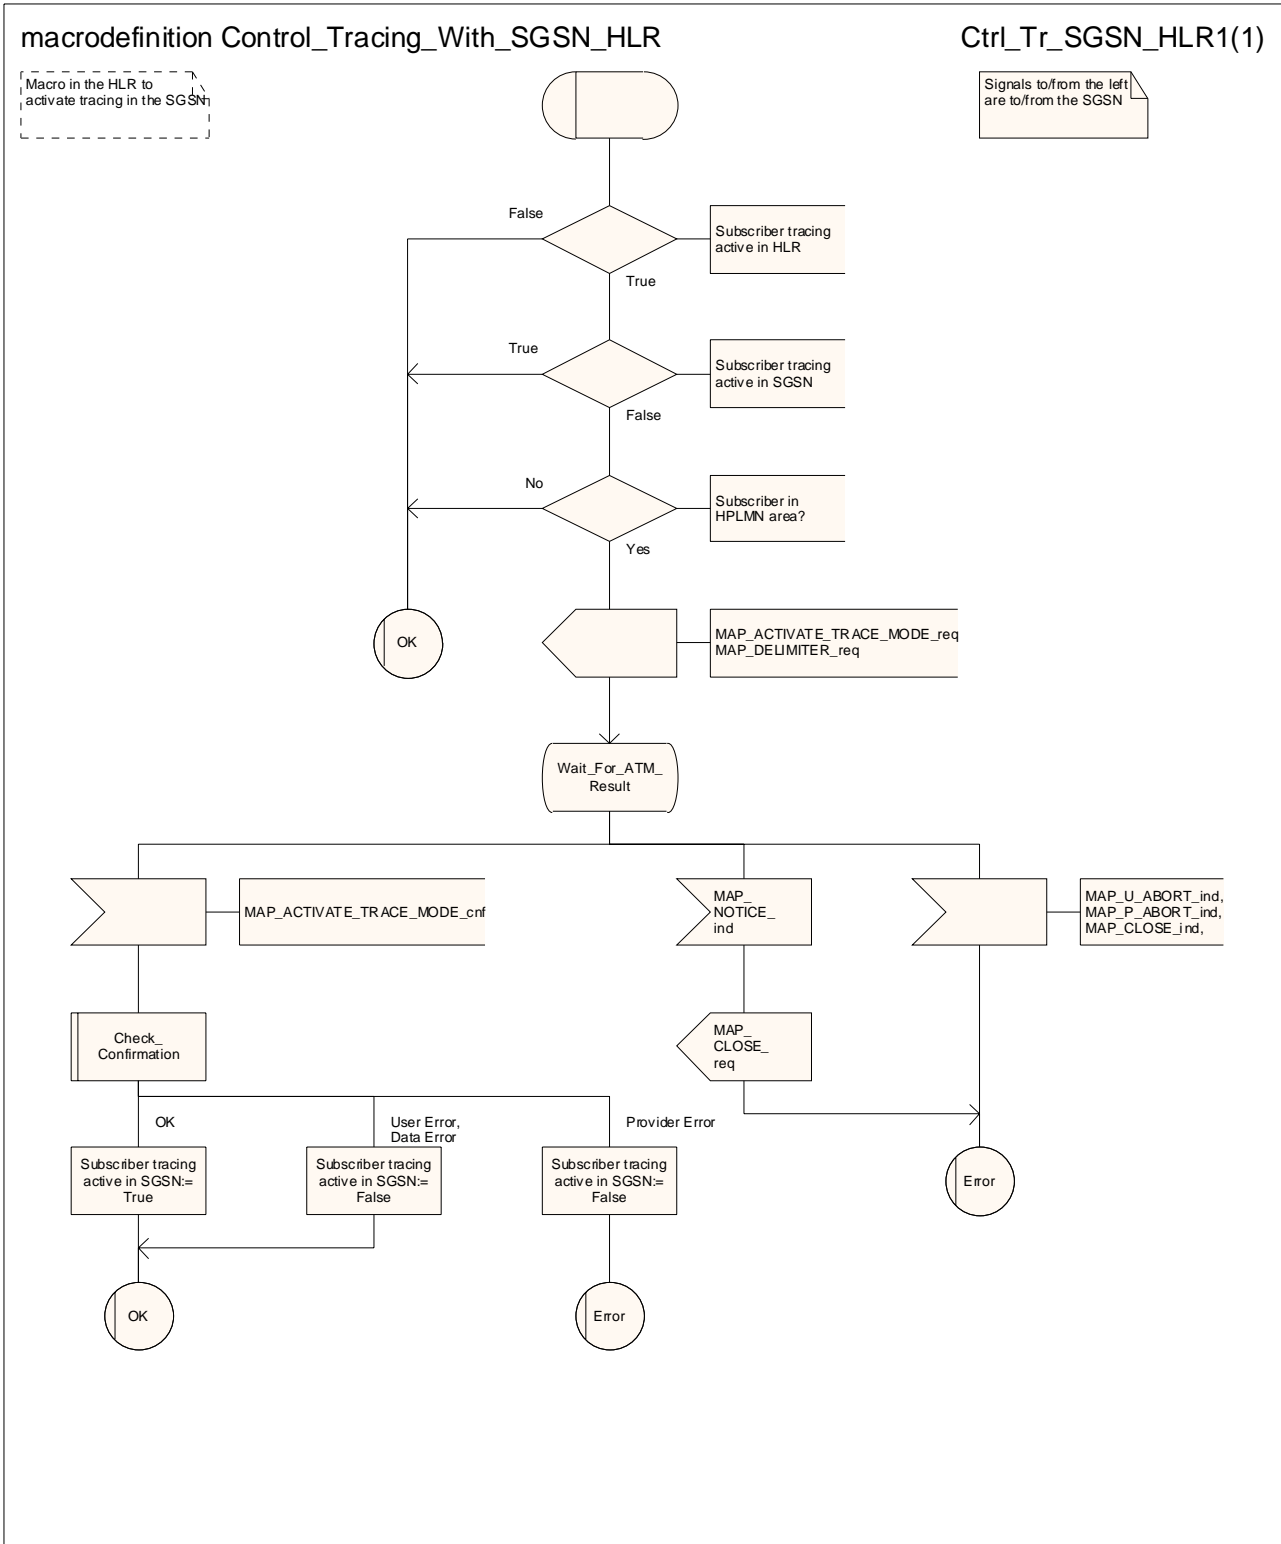 macrodefinition Control_Tracing_With_SGSN_HLR
Ctrl_Tr_SGSN_HLR1(1)
Macro in the HLR to
activate tracing in the SGSN
Signals to/from the left
are to/from the SGSN
False
Subscriber tracing
active in HLR
True
True
Subscriber tracing
active in SGSN
False
No
Subscriber in
HPLMN area?
Yes
OK
MAP_ACTIVATE_TRACE_MODE_req
MAP_DELIMITER_req
Wait_For_ATM_
Result
MAP_ACTIVATE_TRACE_MODE_cnf
MAP_
NOTICE_
ind
MAP_U_ABORT_ind,
MAP_P_ABORT_ind,
MAP_CLOSE_ind,
Check_
Confirmation
MAP_
CLOSE_
req
OK
User Error,
Data Error
Provider Error
Subscriber tracing
active in SGSN:=
True
Subscriber tracing
active in SGSN:=
False
Subscriber tracing
active in SGSN:=
False
Error
OK
Error